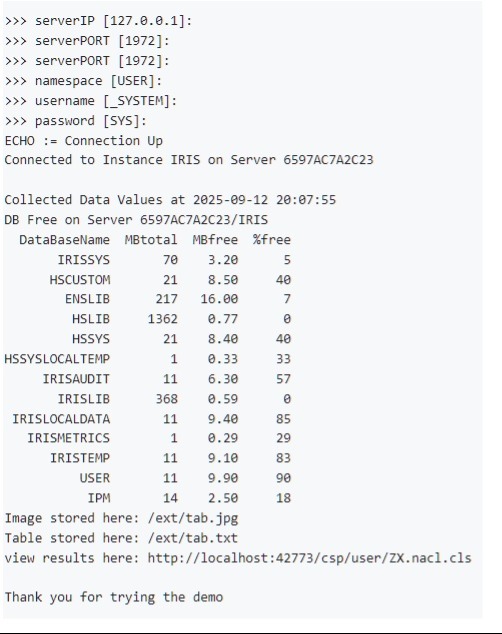 >>> serverIP [127.0.0.1]:
>>> serverPORT [1972]:
>>> serverPORT [1972]:
>>> namespace [USER]:
>>> username [_SYSTEM]:
>>> password [SYS]:
ECHO := Connection Up
Connected to Instance IRIS on Server 6597AC7A2C23

Collected Data Values at 2025-09-12 20:07:55
DB Free on Server 6597AC7A2C23/IRIS
DataBaseName MBtotal MBfree %free
IRISSYS 70 3.20 5
HSCUSTOM 21 8.50 40
ENSLIB 217 16.00 7
HSLIB 1362 0.77 0
HSSYS 21 8.40 40
HSSYSLOCALTEMP 1 0.33 33
IRISAUDIT 11 6.30 57
IRISLIB 368 0.59 0
IRISLOCALDATA 11 9.40 85
IRISMETRICS 1 0.29 29
IRISTEMP 11 9.10 83
USER 11 9.90 90
IPM 14 2.50 18
Image stored here: /ext/tab.jpg
Table stored here: /ext/tab.txt
view results here: http://localhost:42773/csp/user/ZX.nacl.cls

Thank you for trying the demo